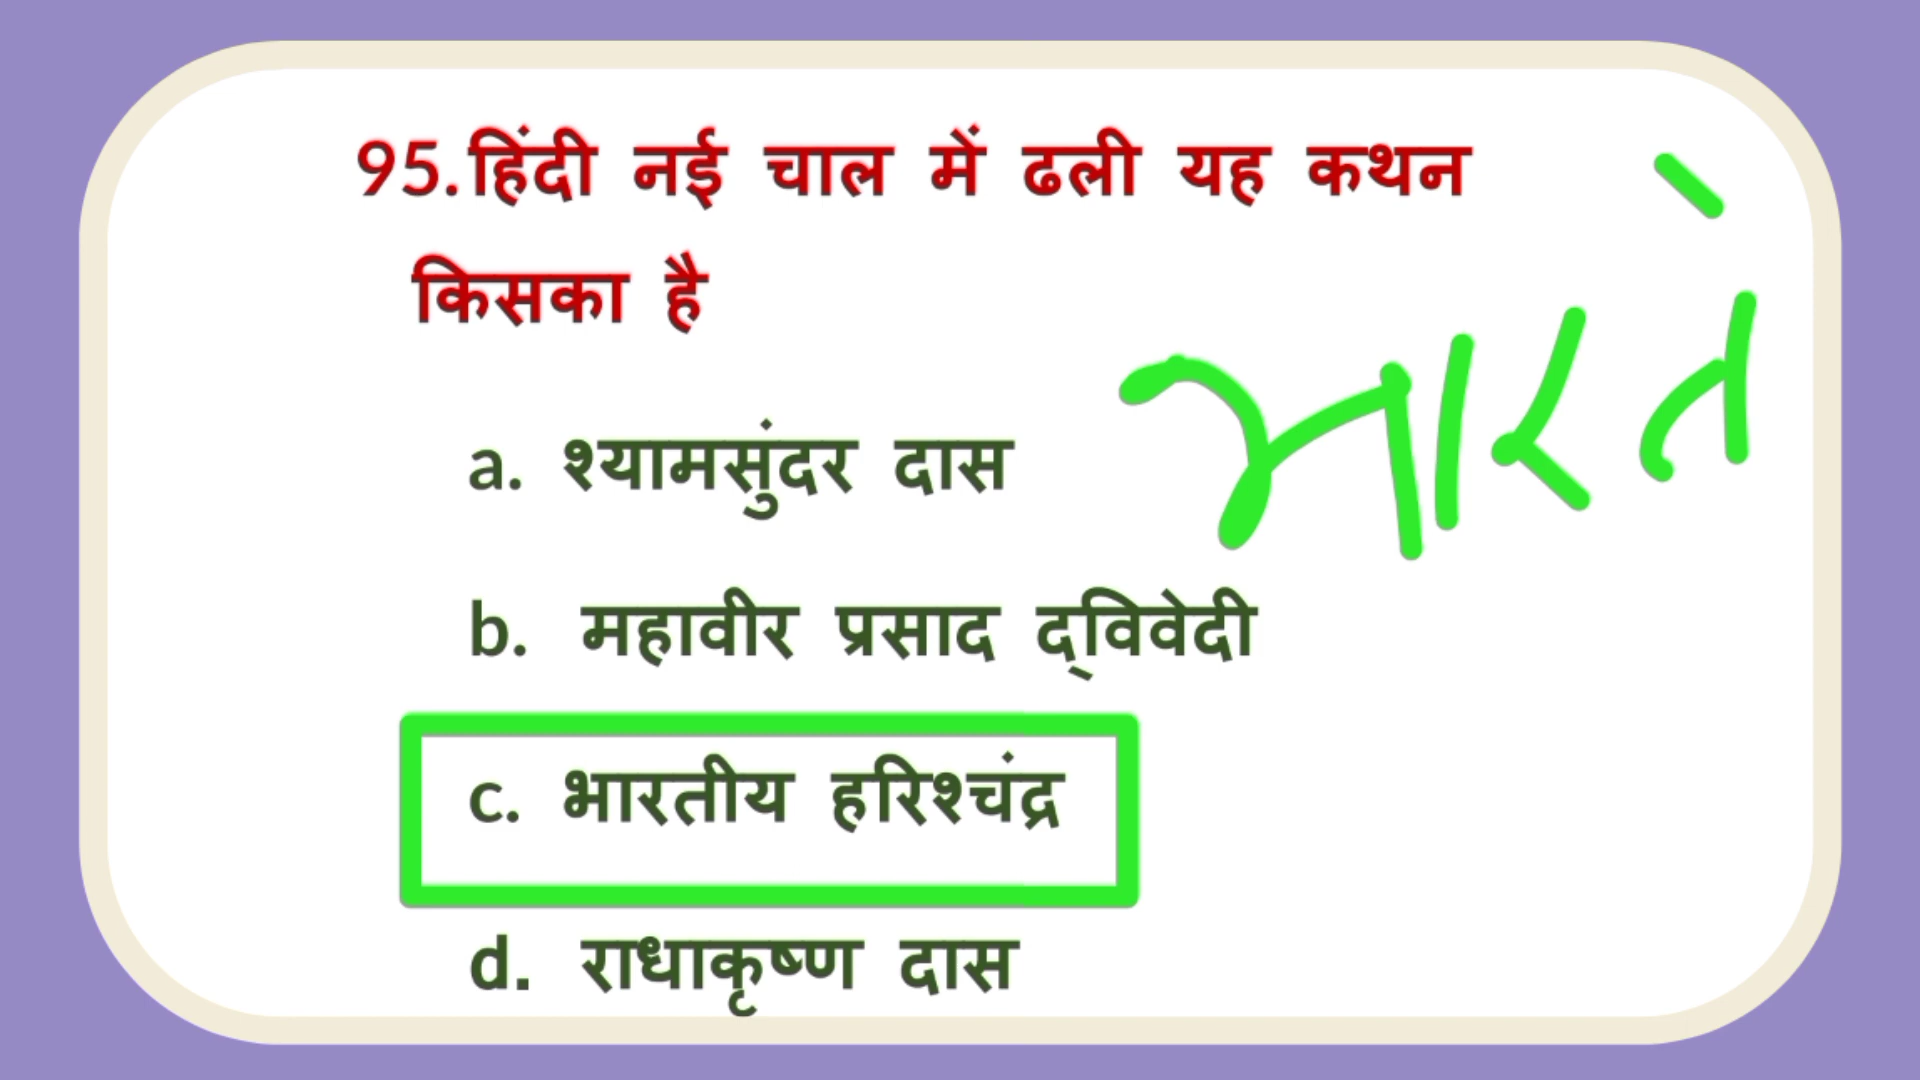 95.हिंदी नई चाल में ढली यह कथन
किसका है
भारते
a. श्यामसुंदर दास
b. महावीर प्रसाद द्‌विवेदी
c. भारतीय हरिश्चंद्र
d. राधाकृष्ण दास